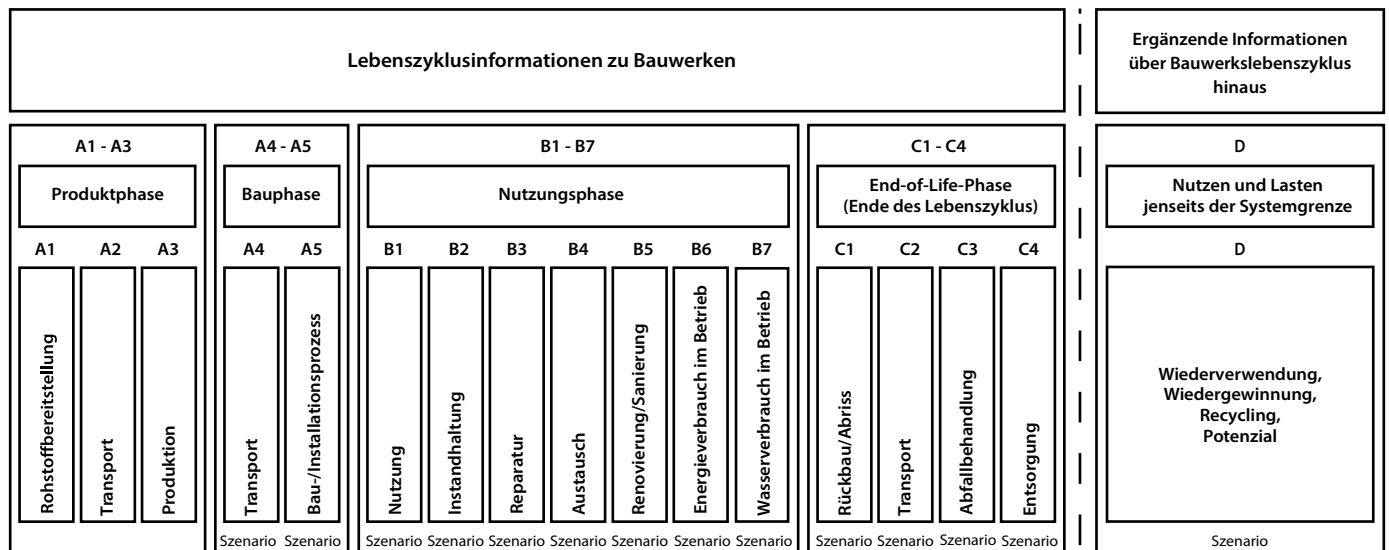 Lebenszyklusinformationen zu Bauwerken
Ergänzende Informationen
über Bauwerkslebenszyklus
hinaus
A1 - A3
A4 - A5
B1 - B7
C1 - C4
D
Produktphase
Bauphase
Nutzungsphase
End-of-Life-Phase
(Ende des Lebenszyklus)
Nutzen und Lasten
jenseits der Systemgrenze
A1 A2 A3
A4 A5
B1 B2 B3 B4 B5 B6 B7
C1 C2 C3 C4
D
Rohstoffbereitstellung
Transport
Produktion
Transport
Bau-/Installationsprozess
Nutzung
Instandhaltung
Reparatur
Austausch
Renovierung/Sanierung
Energieverbrauch im Betrieb
Wasserverbrauch im Betrieb
Rückbau/Abriss
Transport
Abfallbehandlung
Entsorgung
Wiederverwendung,
Wiedergewinnung,
Recycling,
Potenzial
Szenario Szenario
Szenario Szenario Szenario Szenario Szenario Szenario Szenario
Szenario Szenario Szenario Szenario
Szenario